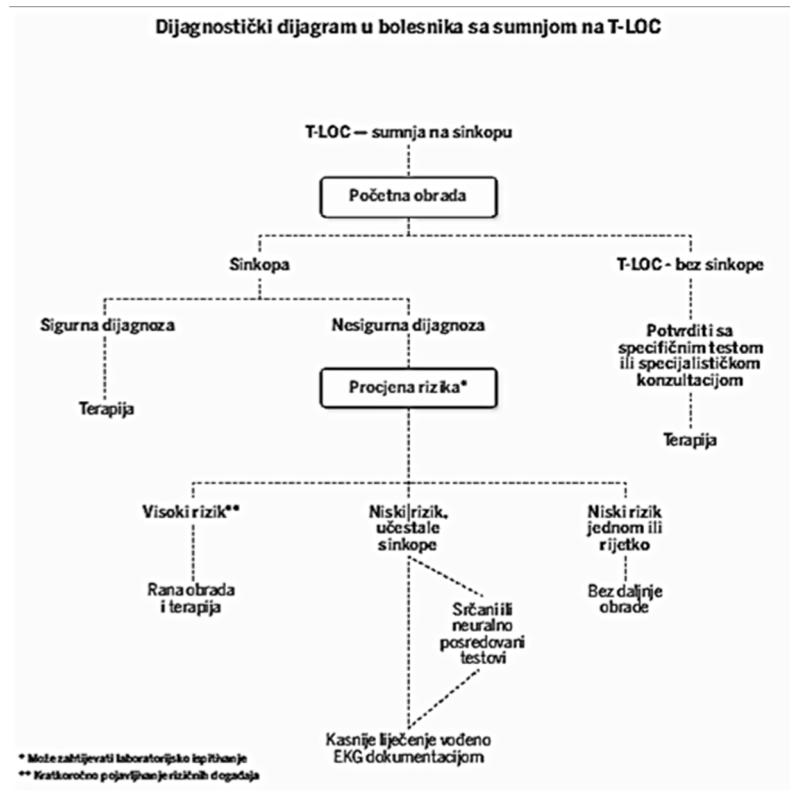 Dijagnostički dijagram u bolesnika sa sumnjom na T-LOC
T-LOC — sumnja na sinkopu
Početna obrada
Sinkopa
T-LOC - bez sinkope
Sigurna dijagnoza
Nesigurna dijagnoza
Potvrditi sa
specifičnim testom
ili specijalističkom
konzultacijom
Procjena rizika*
Terapija
Terapija
Visoki rizik**
Niski rizik,
učestale
sinkope
Niski rizik
jednom ili
rijetko
Rana obrada
i terapija
Bez daljnje
obrade
Srčani ili
neuralno
posredovani
testovi
Kasnije liječenje vođeno
EKG dokumentacijom
* Može zahtijevati laboratorijsko ispitivanje
** Kratkoročno pojavljivanje rizičnih događaja